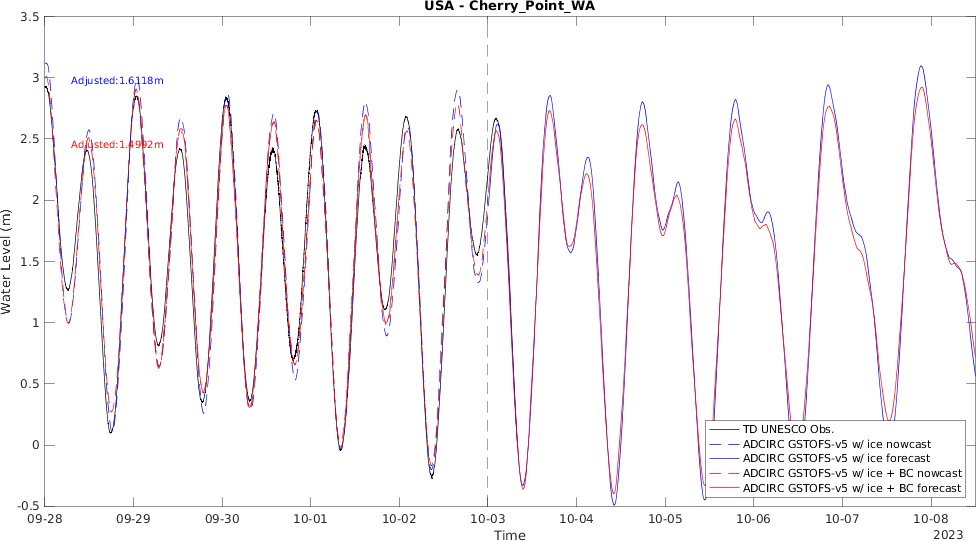 USA - Cherry_Point_WA
3.5
3
2.5
2
1.5
1
0.5
0
-0.5
Water Level (m)
Adjusted:1.6118m
Adjusted:1.4992m
TD UNESCO Obs.
ADCIRC GSTOFS-v5 w/ ice nowcast
ADCIRC GSTOFS-v5 w/ ice forecast
ADCIRC GSTOFS-v5 w/ ice + BC nowcast
ADCIRC GSTOFS-v5 w/ ice + BC forecast
09-28 09-29 09-30 10-01 10-02 10-03 10-04 10-05 10-06 10-07 10-08
Time
2023